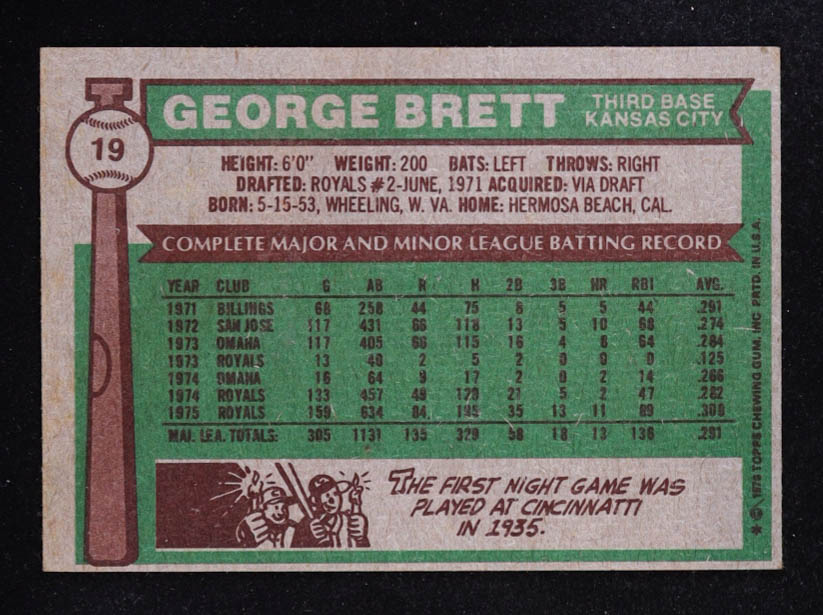 19
GEORGE BRETT
THIRD BASE
KANSAS CITY
HEIGHT: 6'0" WEIGHT: 200 BATS: LEFT THROWS: RIGHT
DRAFTED: ROYALS #2-JUNE, 1971 ACQUIRED: VIA DRAFT
BORN: 5-15-53, WHEELING, W. VA. HOME: HERMOSA BEACH, CAL.
COMPLETE MAJOR AND MINOR LEAGUE BATTING RECORD
YEAR CLUB G AB R H 2B 3B HR RBI AVG.
1971 BILLINGS 68 258 44 75 8 5 5 44 .291
1972 SAN JOSE 117 431 66 118 13 5 10 68 .274
1973 OMAHA 117 405 66 115 16 4 8 64 .284
1973 ROYALS 13 40 2 5 2 0 0 0 .125
1974 OMAHA 16 64 9 17 2 0 2 14 .266
1974 ROYALS 133 457 49 129 21 5 2 47 .282
1975 ROYALS 159 634 84 195 35 13 11 89 .308
MAJ. LEA. TOTALS: 305 1131 135 329 58 18 13 136 .291
THE FIRST NIGHT GAME WAS
PLAYED AT CINCINNATTI
IN 1935.
* © 1976 TOPPS CHEWING GUM, INC. PRTD. IN U.S.A.